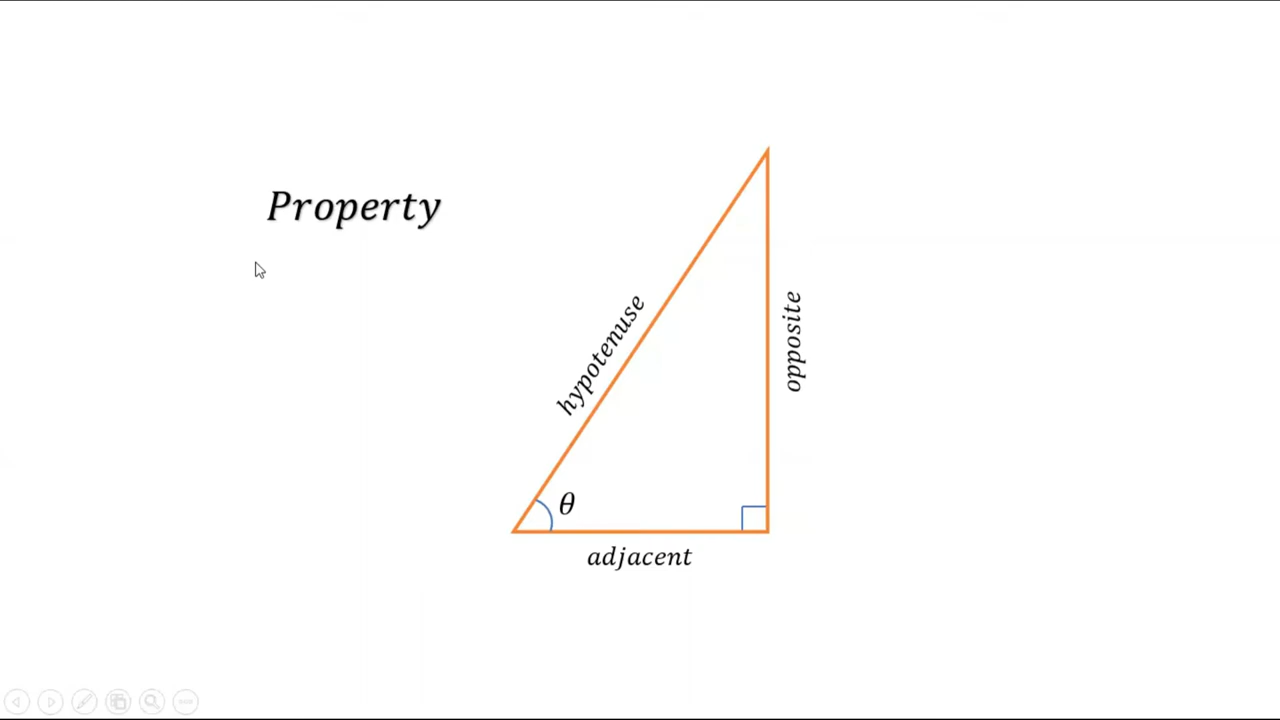 Property
hypotenuse
opposite
θ
adjacent